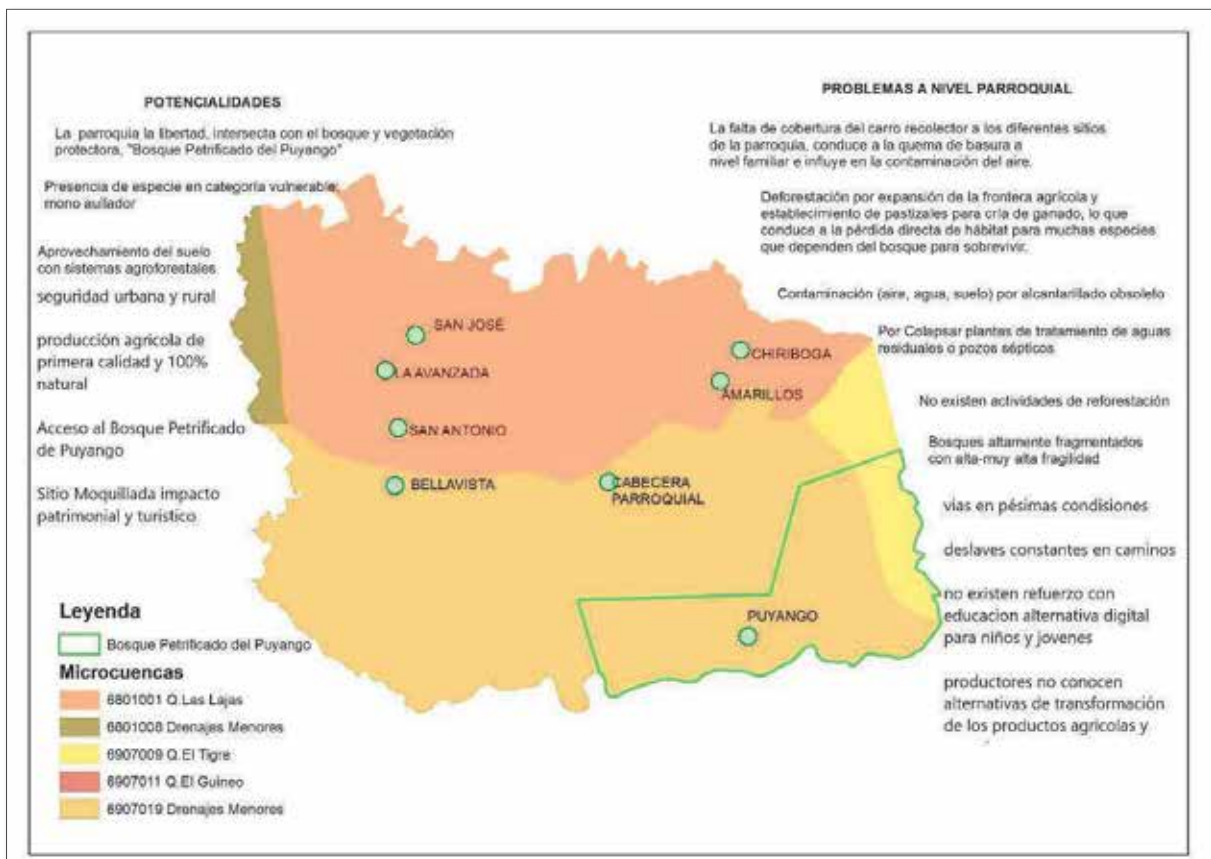 POTENCIALIDADES
La parroquia la libertad, intersecta con el bosque y vegetación
protectora, "Bosque Petrificado del Puyango"
Presencia de especie en categoría vulnerable:
mono aullador
Aprovechamiento del suelo
con sistemas agroforestales
seguridad urbana y rural
producción agrícola de
primera calidad y 100%
natural
Acceso al Bosque Petrificado
de Puyango
Sitio Moquillada impacto
patrimonial y turistico
PROBLEMAS A NIVEL PARROQUIAL
La falta de cobertura del carro recolector a los diferentes sitios
de la parroquia, conduce a la quema de basura a
nivel familiar e influye en la contaminación del aire.
Deforestación por expansión de la frontera agrícola y
establecimiento de pastizales para cría de ganado, lo que
conduce a la pérdida directa de hábitat para muchas especies
que dependen del bosque para sobrevivir.
Contaminación (aire, agua, suelo) por alcantarillado obsoleto
Por Colapsar plantas de tratamiento de aguas
residuales o pozos sépticos
No existen actividades de reforestación
Bosques altamente fragmentados
con alta-muy alta fragilidad
vias en pésimas condiciones
deslaves constantes en caminos
no existen refuerzo con
educacion alternativa digital
para niños y jovenes
productores no conocen
alternativas de transformación
de los productos agrícolas y
SAN JOSÉ
LA AVANZADA
SAN ANTONIO
BELLAVISTA
CHIRIBOGA
AMARILLOS
CABECERA
PARROQUIAL
PUYANGO
Leyenda
Bosque Petrificado del Puyango
Microcuencas
6801001 Q.Las Lajas
6801008 Drenajes Menores
6907009 Q.El Tigre
6907011 Q.El Guineo
6907019 Drenajes Menores